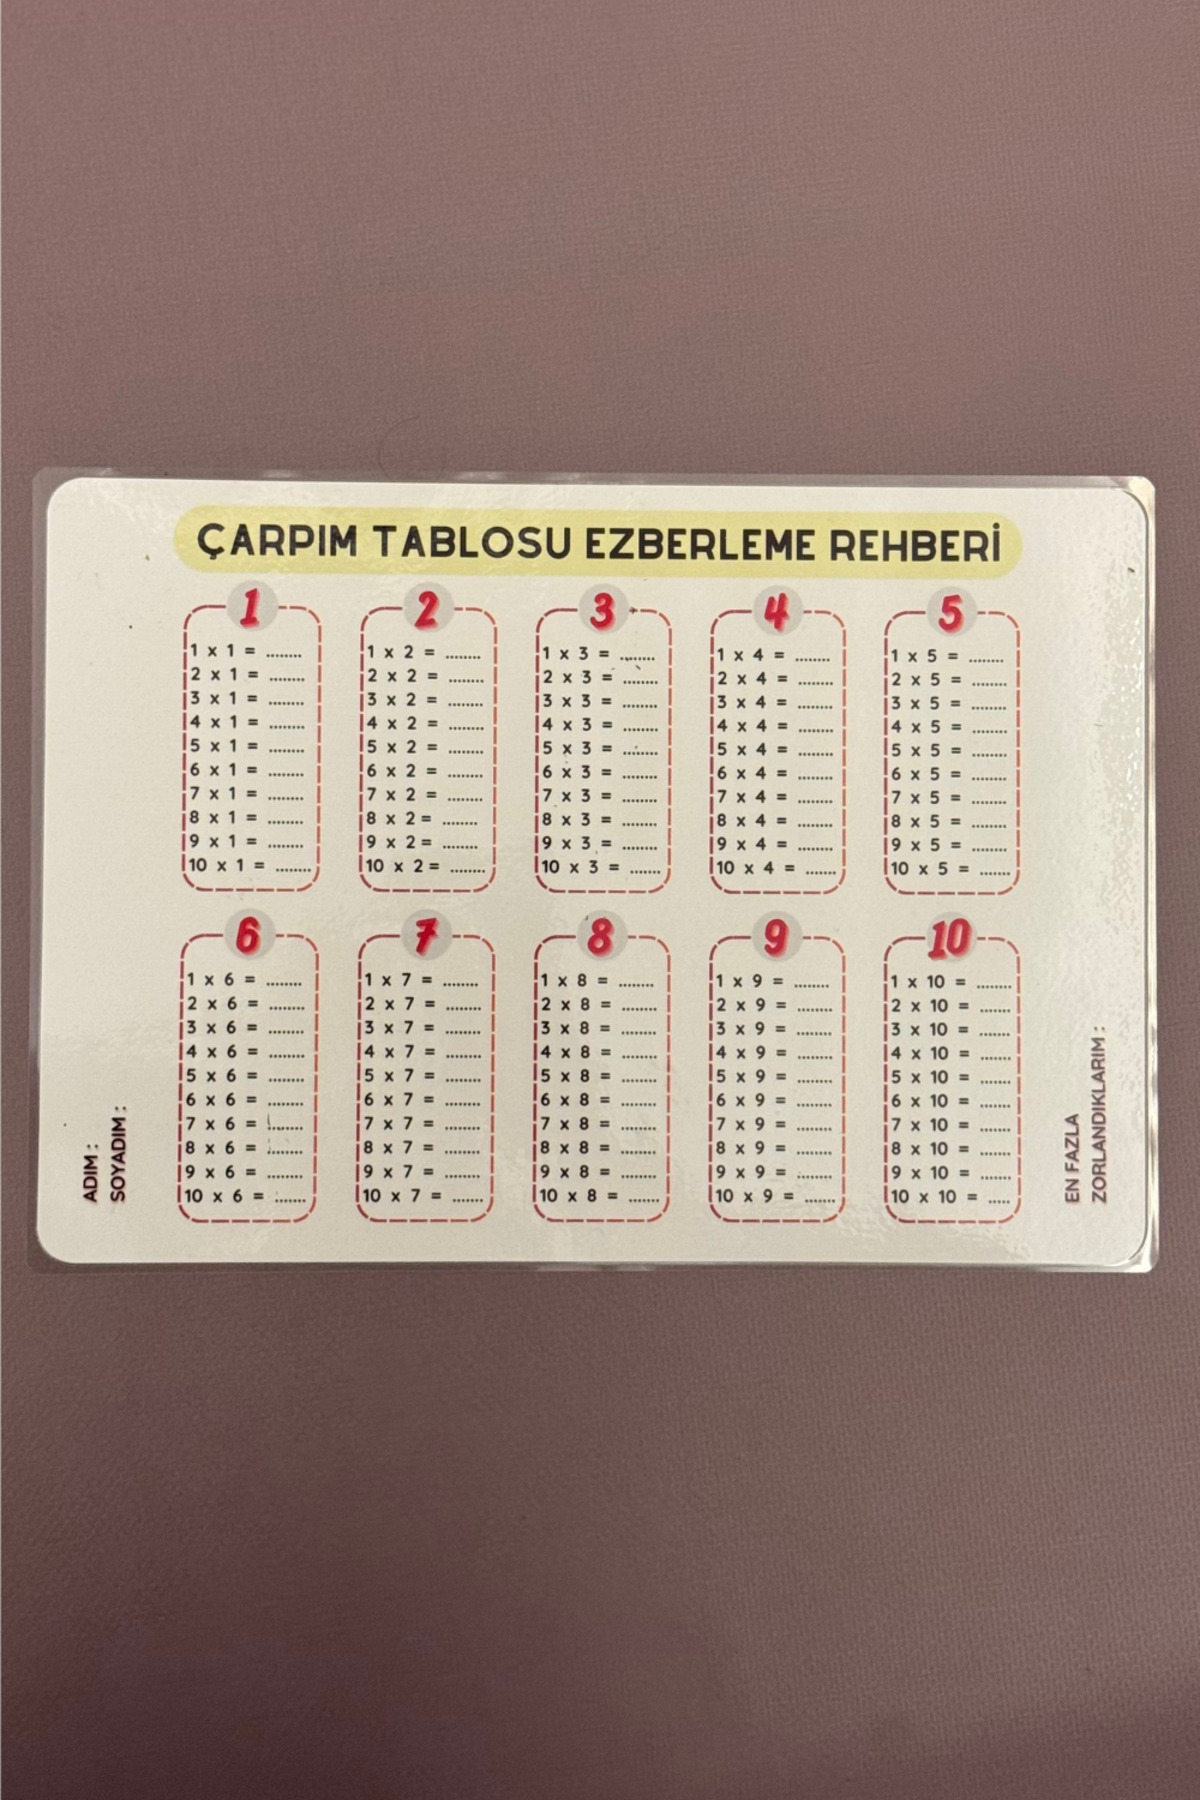 ÇARPIM TABLOSU EZBERLEME REHBERİ
1
1 x 1 = ........
2 x 1 = ........
3 x 1 = ........
4 x 1 = ........
5 x 1 = ........
6 x 1 = ........
7 x 1 = ........
8 x 1 = ........
9 x 1 = ........
10 x 1 = ........
2
1 x 2 = ........
2 x 2 = ........
3 x 2 = ........
4 x 2 = ........
5 x 2 = ........
6 x 2 = ........
7 x 2 = ........
8 x 2= ........
9 x 2= ........
10 x 2= ........
3
1 x 3 = ........
2 x 3 = ........
3 x 3 = ........
4 x 3 = ........
5 x 3 = ........
6 x 3 = ........
7 x 3 = ........
8 x 3 = ........
9 x 3 = ........
10 x 3 = .......
4
1 x 4 = ........
2 x 4 = ........
3 x 4 = ........
4 x 4 = ........
5 x 4 = ........
6 x 4 = ........
7 x 4 = ........
8 x 4 = ........
9 x 4 = ........
10 x 4 = .......
5
1 x 5 = ........
2 x 5 = ........
3 x 5 = ........
4 x 5 = ........
5 x 5 = ........
6 x 5 = ........
7 x 5 = ........
8 x 5 = ........
9 x 5 = ........
10 x 5 = .......
6
1 x 6 = ........
2 x 6 = ........
3 x 6 = ........
4 x 6 = ........
5 x 6 = ........
6 x 6 = ........
7 x 6 = ........
8 x 6 = ........
9 x 6 = ........
10 x 6 = .......
7
1 x 7 = ........
2 x 7 = ........
3 x 7 = ........
4 x 7 = ........
5 x 7 = ........
6 x 7 = ........
7 x 7 = ........
8 x 7 = ........
9 x 7 = ........
10 x 7 = .......
8
1 x 8 = ........
2 x 8 = ........
3 x 8 = ........
4 x 8 = ........
5 x 8 = ........
6 x 8 = ........
7 x 8 = ........
8 x 8 = ........
9 x 8 = ........
10 x 8 = .......
9
1 x 9 = ........
2 x 9 = ........
3 x 9 = ........
4 x 9 = ........
5 x 9 = ........
6 x 9 = ........
7 x 9 = ........
8 x 9 = ........
9 x 9 = ........
10 x 9 = .......
10
1 x 10 = ........
2 x 10 = .......
3 x 10 = .......
4 x 10 = .......
5 x 10 = .......
6 x 10 = .......
7 x 10 = .......
8 x 10 = .......
9 x 10 = .......
10 x 10 = .....
ADIM :
SOYADIM :
EN FAZLA
ZORLANDIKLARIM :